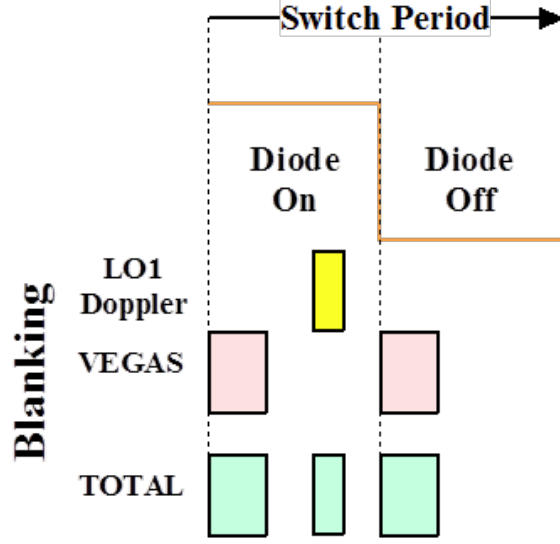 Switch Period
Diode
On
Diode
Off
Blanking
LO1
Doppler
VEGAS
TOTAL